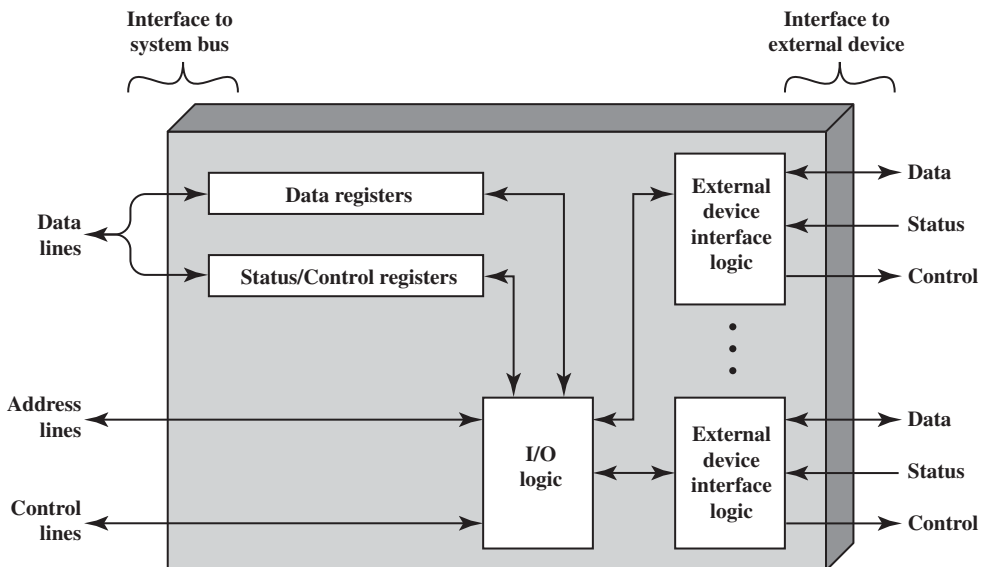 Interface to
system bus
Interface to
external device
Data
lines
Data registers
Status/Control registers
External
device
interface
logic
Data
Status
Control
Address
lines
Control
lines
I/O
logic
External
device
interface
logic
Data
Status
Control